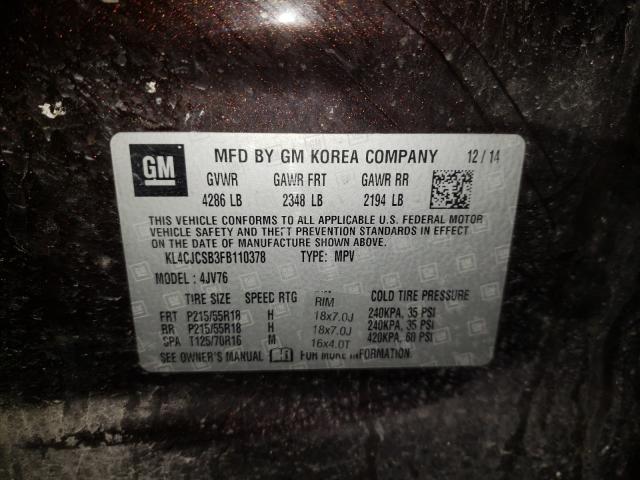 GM
MFD BY GM KOREA COMPANY 12/14
GVWR GAWR FRT GAWR RR
4286 LB 2348 LB 2194 LB
THIS VEHICLE CONFORMS TO ALL APPLICABLE U.S. FEDERAL MOTOR
VEHICLE SAFETY AND THEFT PREVENTION STANDARDS IN EFFECT
ON THE DATE OF MANUFACTURE SHOWN ABOVE.
KL4CJCSB3FB110378 TYPE: MPV
MODEL: 4JV76
TIRE SIZE SPEED RTG RIM COLD TIRE PRESSURE
FRT P215/55R18 H 18x7.0J 240KPA, 35 PSI
RR P215/55R18 H 18x7.0J 240KPA, 35 PSI
SPA T125/70R16 M 16x4.0T 420KPA, 60 PSI
SEE OWNER'S MANUAL FOR MORE INFORMATION.